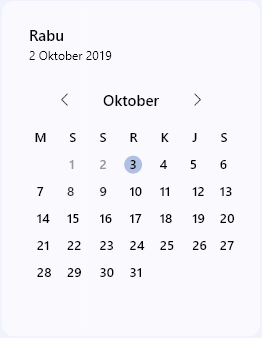 Rabu
2 Oktober 2019
Oktober
M S S R K J S
1 2 3 4 5 6
7 8 9 10 11 12 13
14 15 16 17 18 19 20
21 22 23 24 25 26 27
28 29 30 31